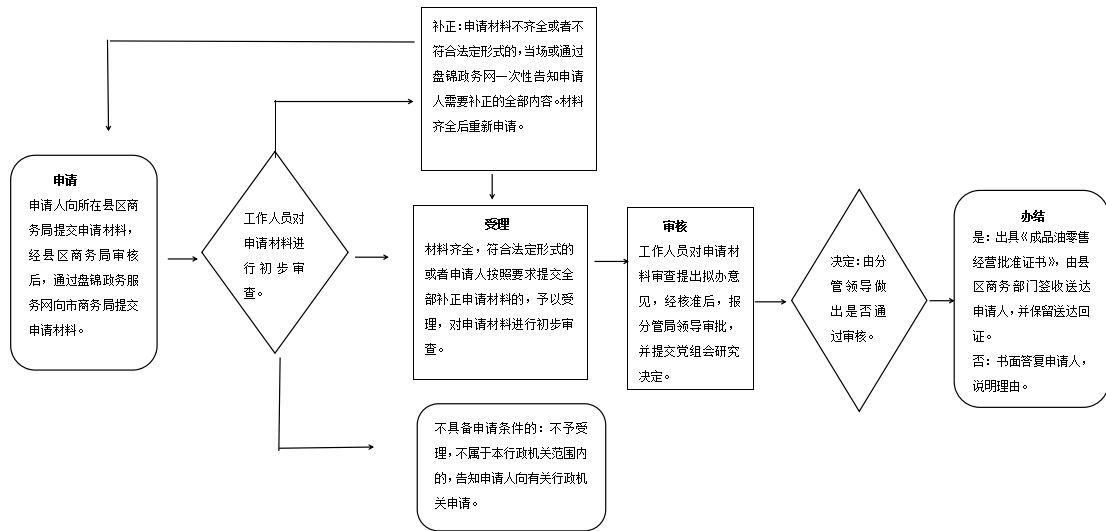 补正：申请材料不齐全或者不
符合法定形式的，当场或通过
盘锦政务网一次性告知申请
人需要补正的全部内容。材料
齐全后重新申请。
申请
申请人向所在县区商
务局提交申请材料，
经县区商务局审核
后，通过盘锦政务服
务网向市商务局提交
申请材料。
工作人员对
申请材料进
行初步审
查。
受理
材料齐全，符合法定形式的
或者申请人按照要求提交全
部补正申请材料的，予以受
理，对申请材料进行初步审
查。
审核
工作人员对申请材
料审查提出拟办意
见，经核准后，报
分管局领导审批，
并提交党组会研究
决定。
决定：由分
管领导做
出是否通
过审核。
办结
是：出具《成品油零售
经营批准证书》，由县
区商务部门签收送达
申请人，并保留送达回
证。
否：书面答复申请人，
说明理由。
不具备申请条件的：不予受
理，不属于本行政机关范围内
的，告知申请人向有关行政机
关申请。